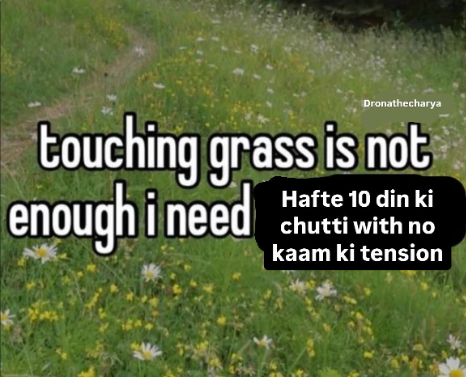 Dronathecharya
touching grass is not
enough i need
Hafte 10 din ki
chutti with no
kaam ki tension